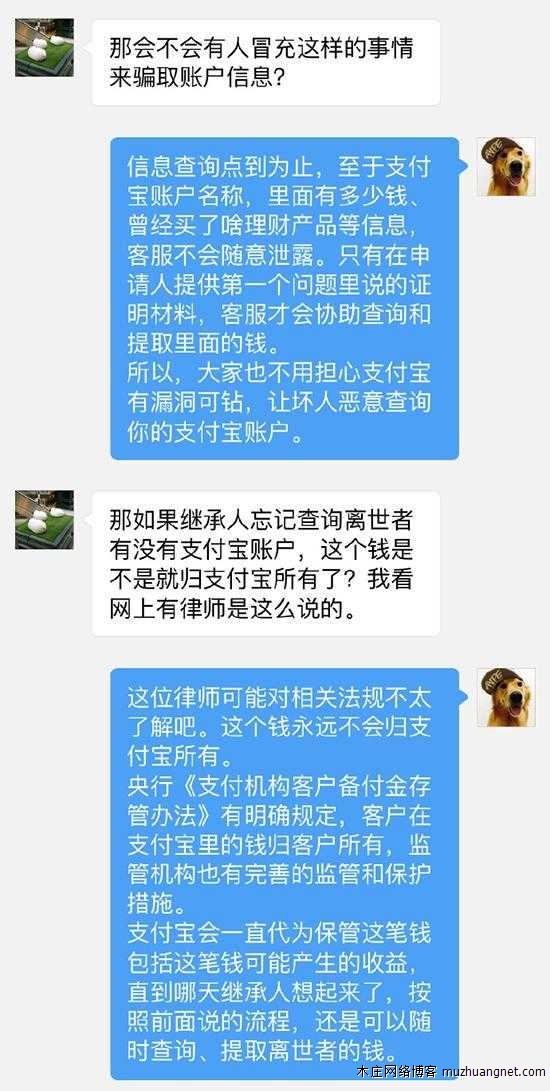 那会不会有人冒充这样的事情
来骗取账户信息？
信息查询点到为止，至于支付
宝账户名称，里面有多少钱、
曾经买了啥理财产品等信息，
客服不会随意泄露。只有在申
请人提供第一个问题里说的证
明材料，客服才会协助查询和
提取里面的钱。
所以，大家也不用担心支付宝
有漏洞可钻，让坏人恶意查询
你的支付宝账户。
那如果继承人忘记查询离世者
有没有支付宝账户，这个钱是
不是就归支付宝所有了？我看
网上有律师是这么说的。
这位律师可能对相关法规不太
了解吧。这个钱永远不会归支
付宝所有。
央行《支付机构客户备付金存
管办法》有明确规定，客户在
支付宝里的钱归客户所有，监
管机构也有完善的监管和保护
措施。
支付宝会一直代为保管这笔钱
包括这笔钱可能产生的收益，
直到哪天继承人想起来了，按
照前面说的流程，还是可以随
时查询、提取离世者的钱。
木庄网络博客 muzhuangnet.com